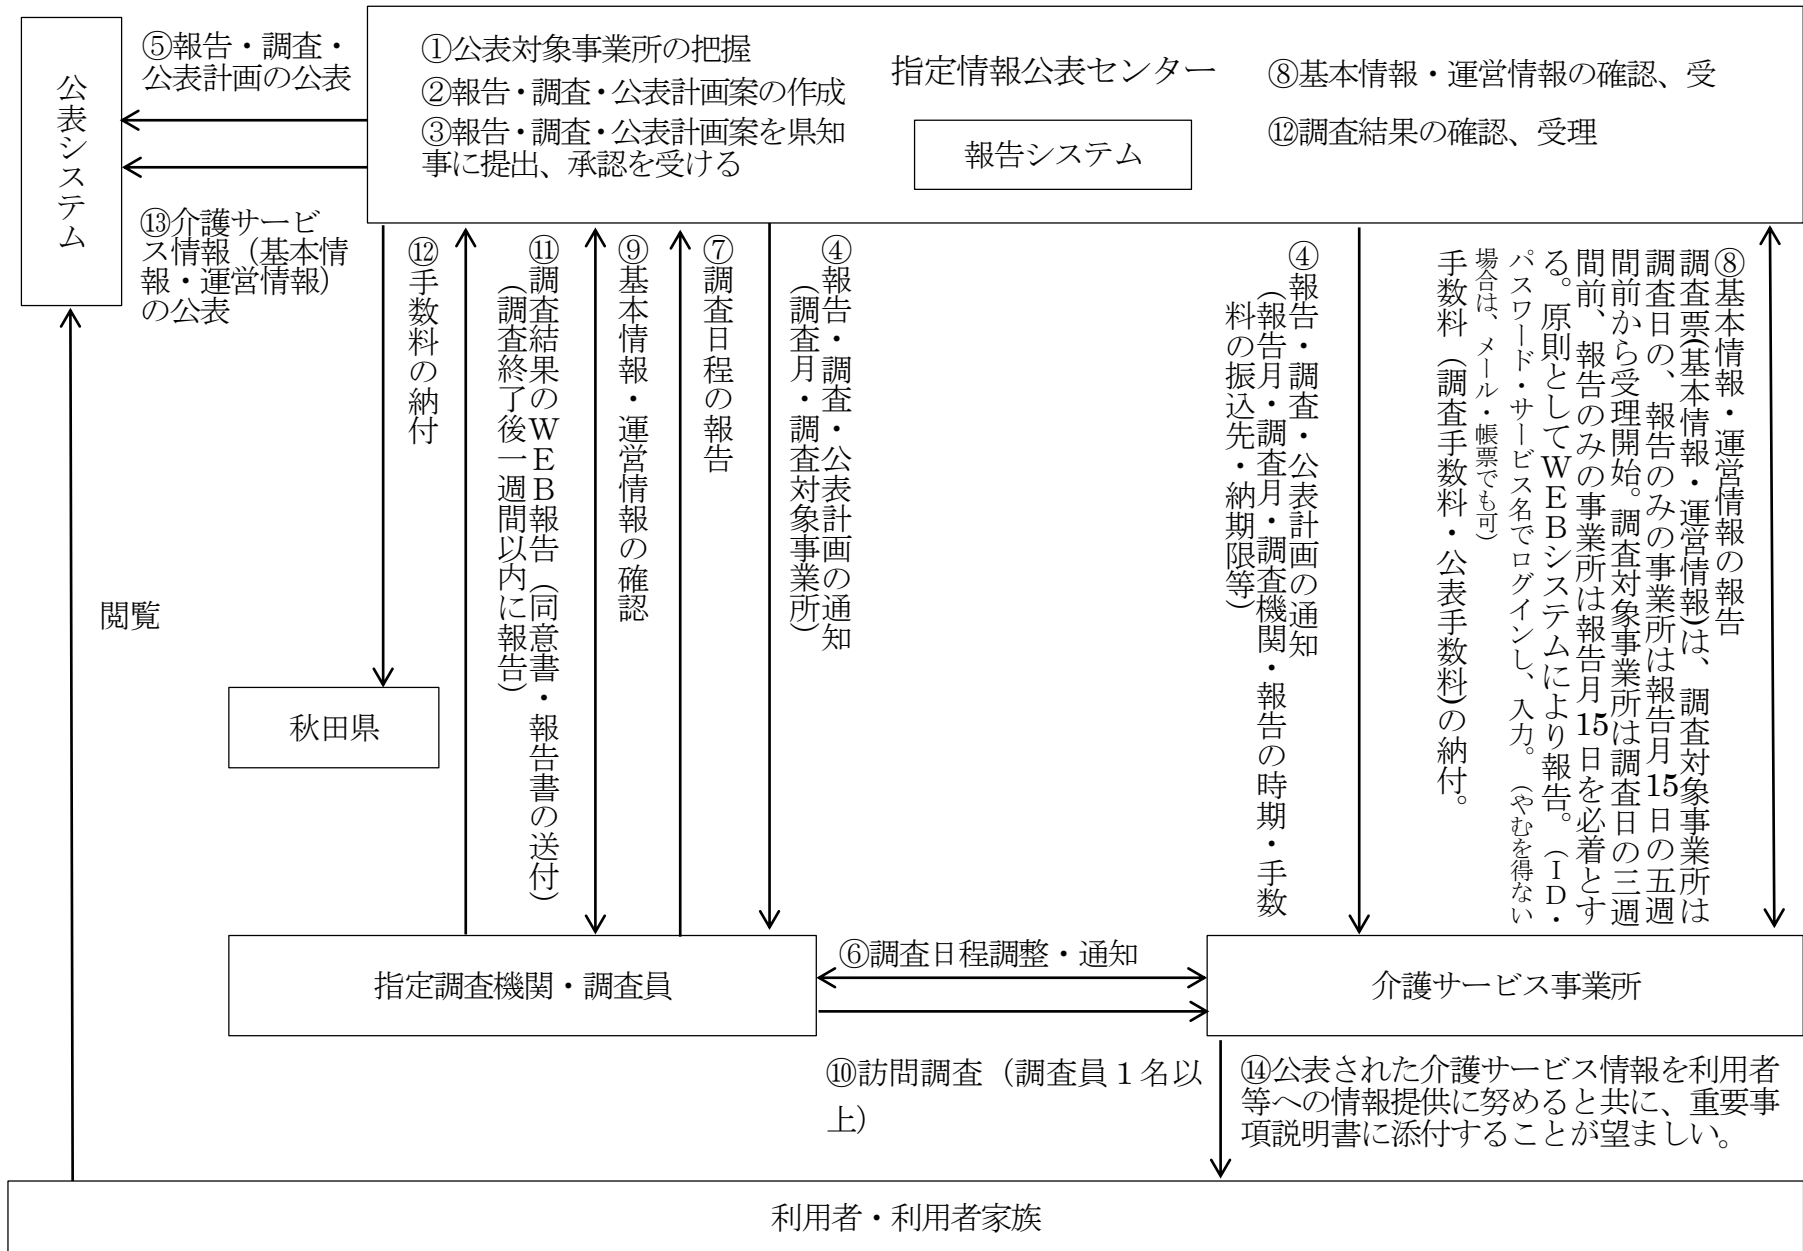 公表システム
⑤報告・調査・
公表計画の公表
①公表対象事業所の把握
②報告・調査・公表計画案の作成
③報告・調査・公表計画案を県知
事に提出、承認を受ける
指定情報公表センター
報告システム
⑧基本情報・運営情報の確認、受
⑫調査結果の確認、受理
⑬介護サービ
ス情報（基本情
報・運営情報）
の公表
⑫手数料の納付
⑪調査結果のＷＥＢ報告（同意書・報告書の送付）
（調査終了後一週間以内に報告）
⑨基本情報・運営情報の確認
⑦調査日程の報告
④報告・調査・公表計画の通知
（調査月・調査対象事業所）
④報告・調査・公表計画の通知
（報告月・調査月・調査機関・報告の時期・手数
料の振込先・納期限等）
⑧基本情報・運営情報の報告
調査票(基本情報・運営情報)は、調査対象事業所は
調査日の、報告のみの事業所は報告月15日の五週
間前から受理開始。調査対象事業所は調査日の三週
間前、報告のみの事業所は報告月15日を必着とす
る。原則としてＷＥＢシステムにより報告。（ＩＤ・
パスワード・サービス名でログインし、入力。（やむを得ない
場合は、メール・帳票でも可）
手数料（調査手数料・公表手数料)の納付。
閲覧
秋田県
指定調査機関・調査員
⑥調査日程調整・通知
介護サービス事業所
⑩訪問調査（調査員１名以
上）
⑭公表された介護サービス情報を利用者
等への情報提供に努めると共に、重要事
項説明書に添付することが望ましい。
利用者・利用者家族